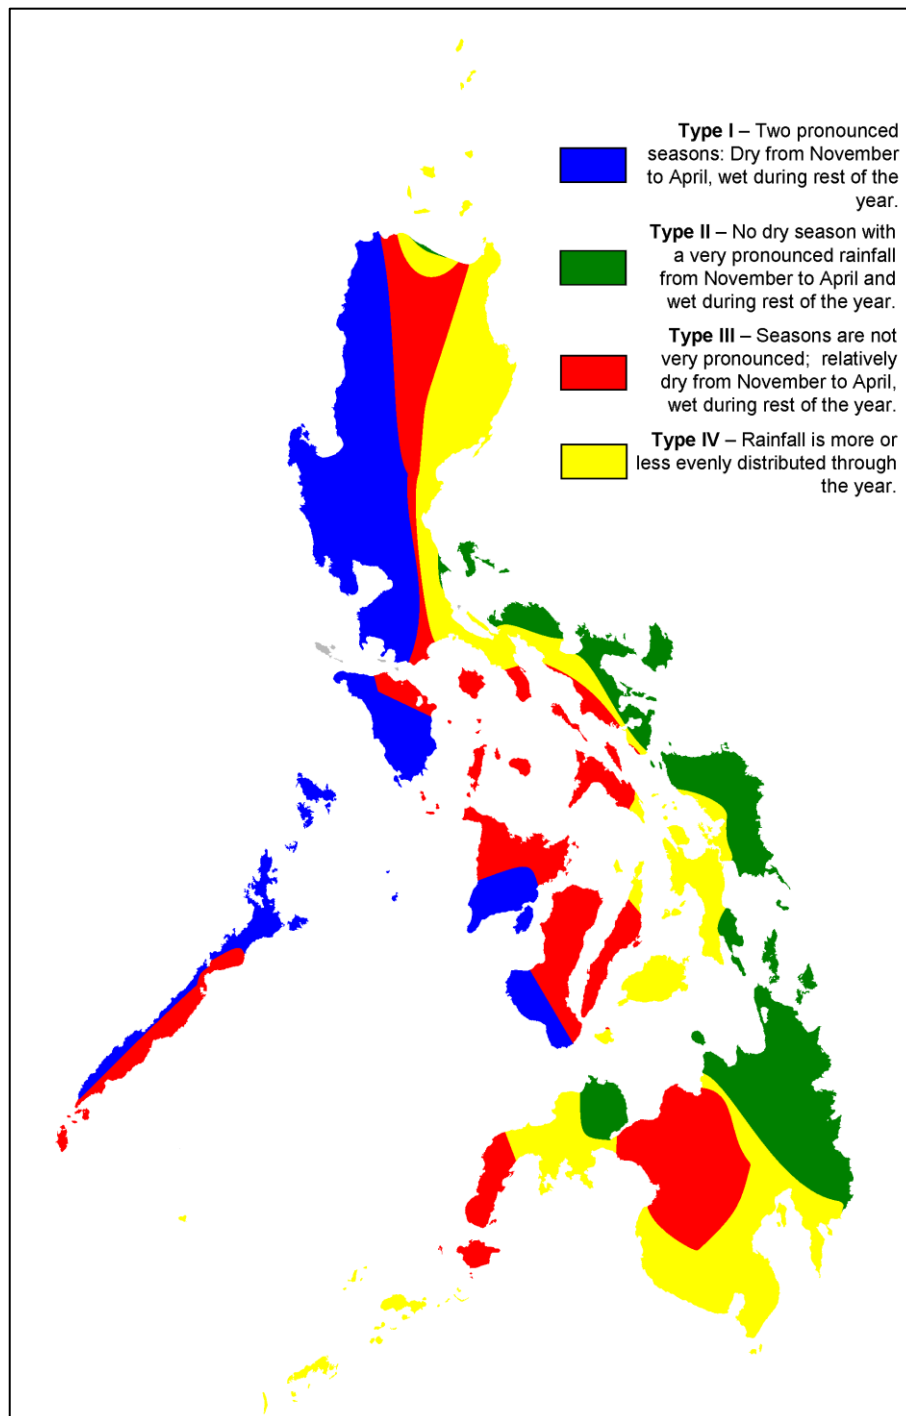 Type I – Two pronounced
seasons: Dry from November
to April, wet during rest of the
year.
Type II – No dry season with
a very pronounced rainfall
from November to April and
wet during rest of the year.
Type III – Seasons are not
very pronounced; relatively
dry from November to April,
wet during rest of the year.
Type IV – Rainfall is more or
less evenly distributed through
the year.